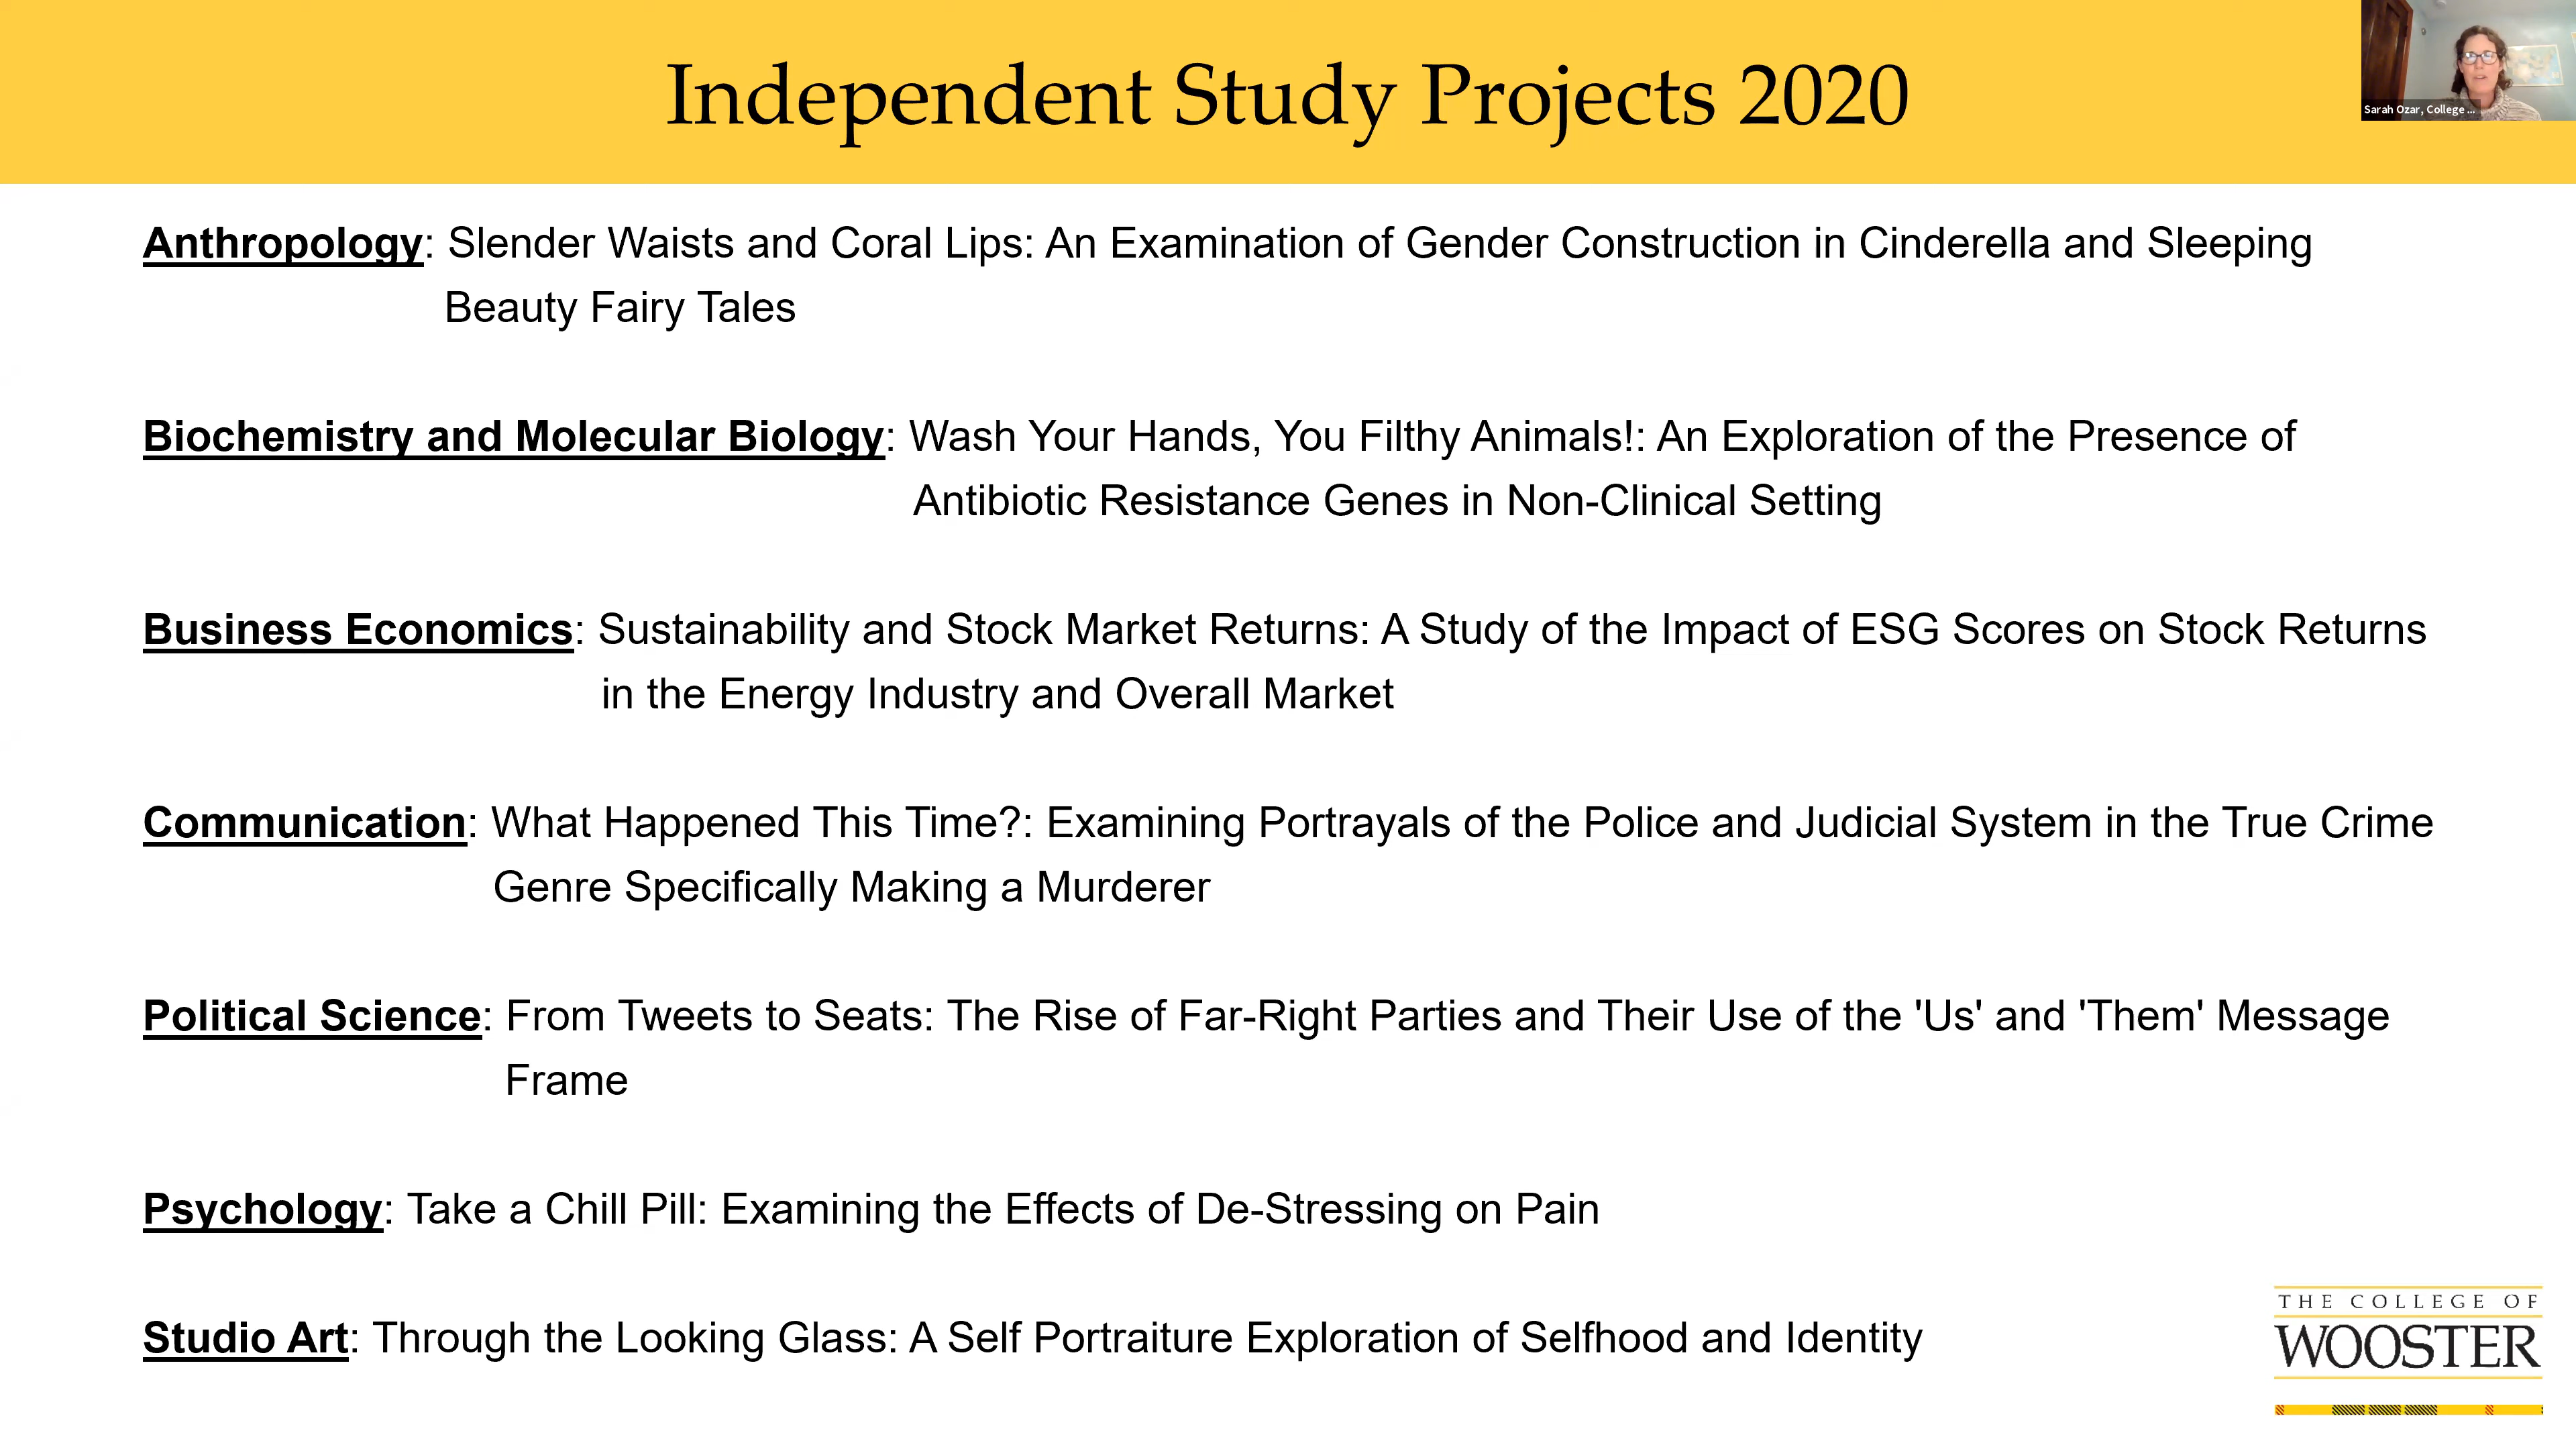 Independent Study Projects 2020
Sarah Ozar, College ...
Anthropology: Slender Waists and Coral Lips: An Examination of Gender Construction in Cinderella and Sleeping
Beauty Fairy Tales
Biochemistry and Molecular Biology: Wash Your Hands, You Filthy Animals!: An Exploration of the Presence of
Antibiotic Resistance Genes in Non-Clinical Setting
Business Economics: Sustainability and Stock Market Returns: A Study of the Impact of ESG Scores on Stock Returns
in the Energy Industry and Overall Market
Communication: What Happened This Time?: Examining Portrayals of the Police and Judicial System in the True Crime
Genre Specifically Making a Murderer
Political Science: From Tweets to Seats: The Rise of Far-Right Parties and Their Use of the 'Us' and 'Them' Message
Frame
Psychology: Take a Chill Pill: Examining the Effects of De-Stressing on Pain
Studio Art: Through the Looking Glass: A Self Portraiture Exploration of Selfhood and Identity
THE COLLEGE OF
WOOSTER